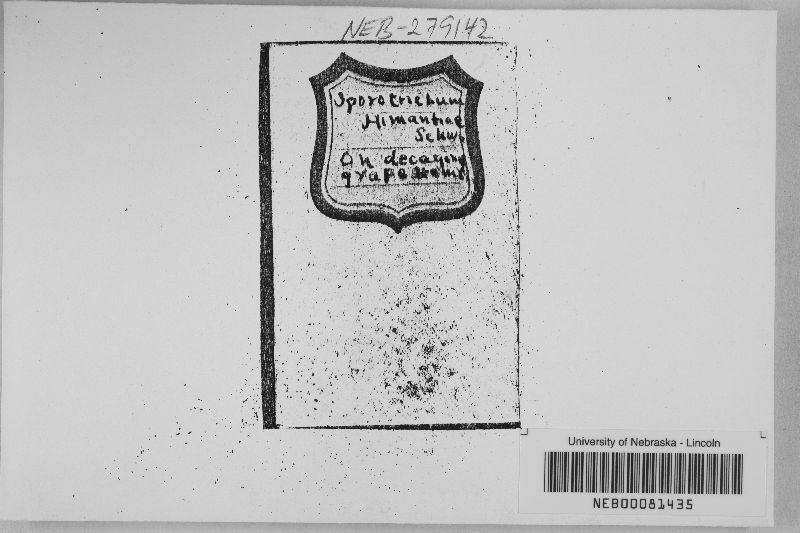 NEB-279142
Sporotrichum
Himantiae
Schw.
On decaying
grape
University of Nebraska - Lincoln
NEB00081435